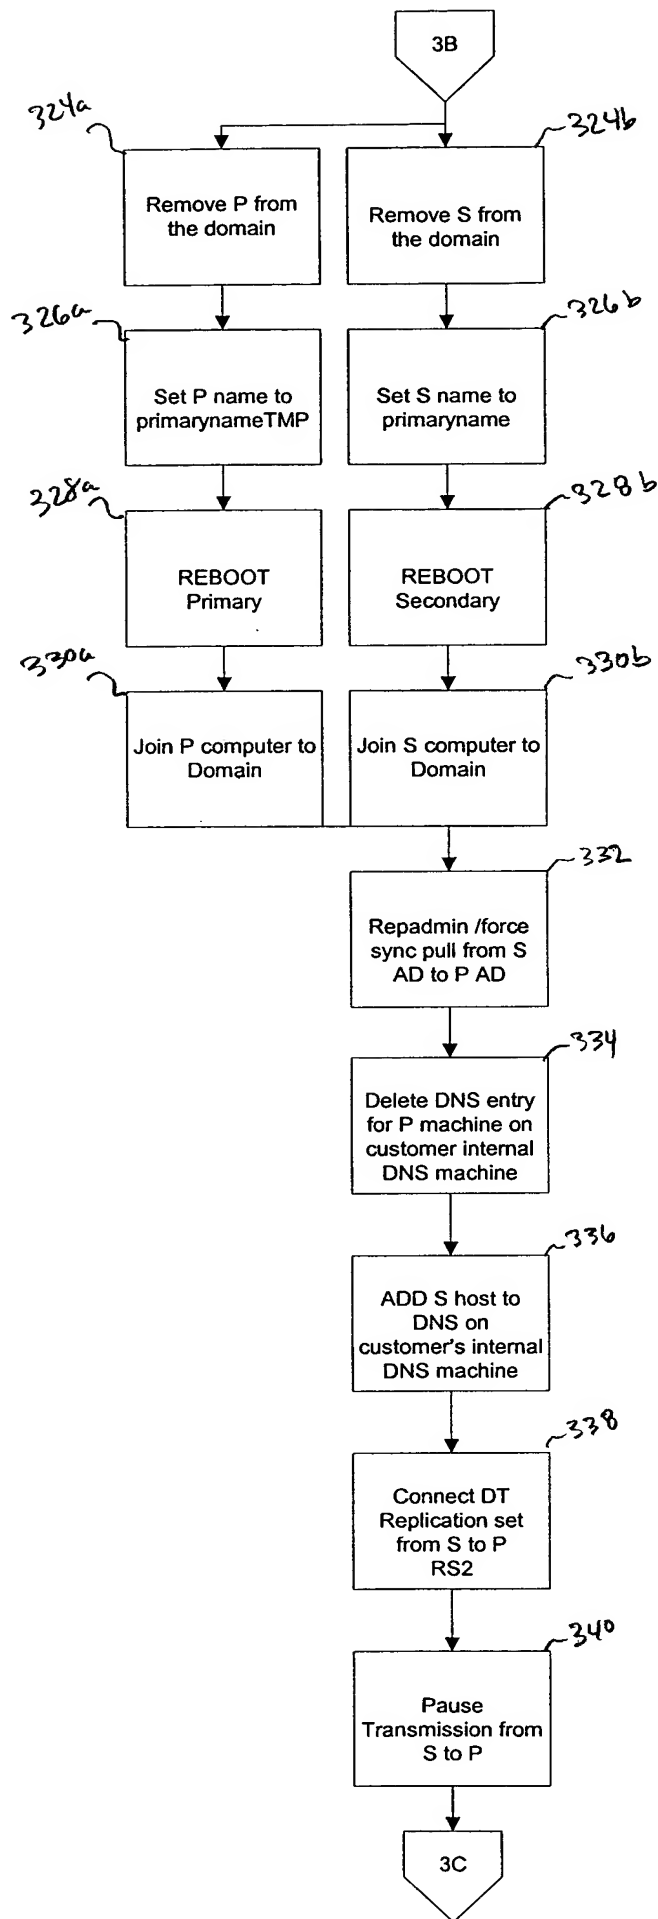 3B
324a
324b
Remove P from
the domain
Remove S from
the domain
326a
326b
Set P name to
primarynameTMP
Set S name to
primaryname
328a
328b
REBOOT
Primary
REBOOT
Secondary
330a
330b
Join P computer to
Domain
Join S computer to
Domain
332
Repadmin /force
sync pull from S
AD to P AD
334
Delete DNS entry
for P machine on
customer internal
DNS machine
336
ADD S host to
DNS on
customer's internal
DNS machine
338
Connect DT
Replication set
from S to P
RS2
340
Pause
Transmission from
S to P
3C